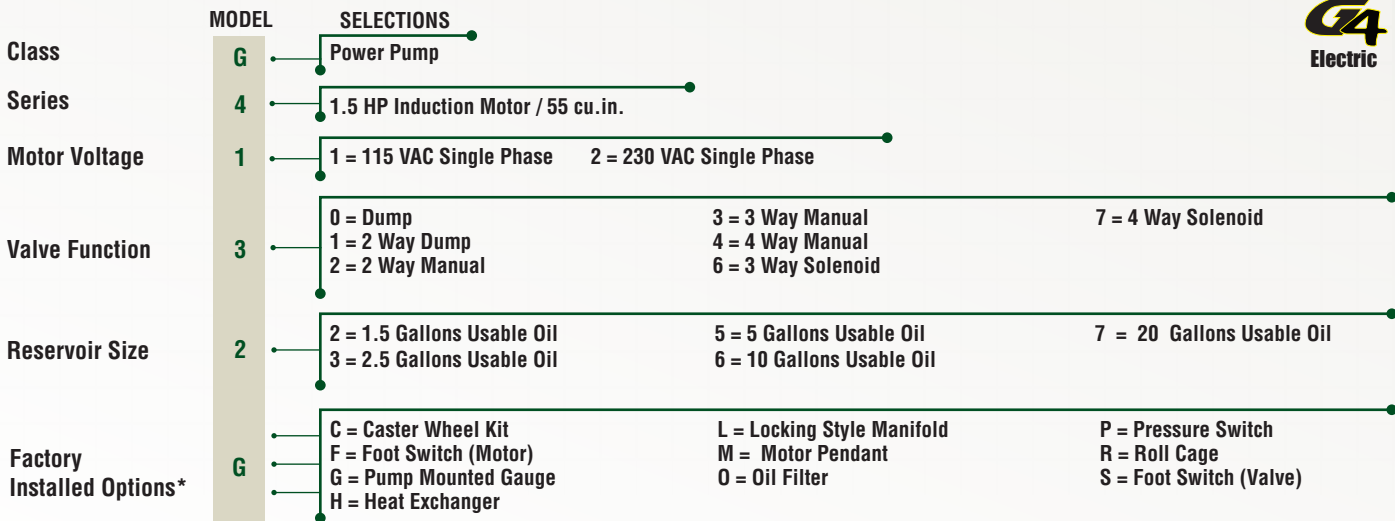 MODEL SELECTIONS
G4
Electric
Class G Power Pump
Series 4 1.5 HP Induction Motor / 55 cu.in.
Motor Voltage 1 1 = 115 VAC Single Phase 2 = 230 VAC Single Phase
0 = Dump 3 = 3 Way Manual 7 = 4 Way Solenoid
Valve Function 3 1 = 2 Way Dump 4 = 4 Way Manual
2 = 2 Way Manual 6 = 3 Way Solenoid
2 = 1.5 Gallons Usable Oil 5 = 5 Gallons Usable Oil 7 = 20 Gallons Usable Oil
Reservoir Size 2
3 = 2.5 Gallons Usable Oil 6 = 10 Gallons Usable Oil
C = Caster Wheel Kit L = Locking Style Manifold P = Pressure Switch
F = Foot Switch (Motor) M = Motor Pendant R = Roll Cage
Factory
Installed Options* G
G = Pump Mounted Gauge O = Oil Filter S = Foot Switch (Valve)
H = Heat Exchanger